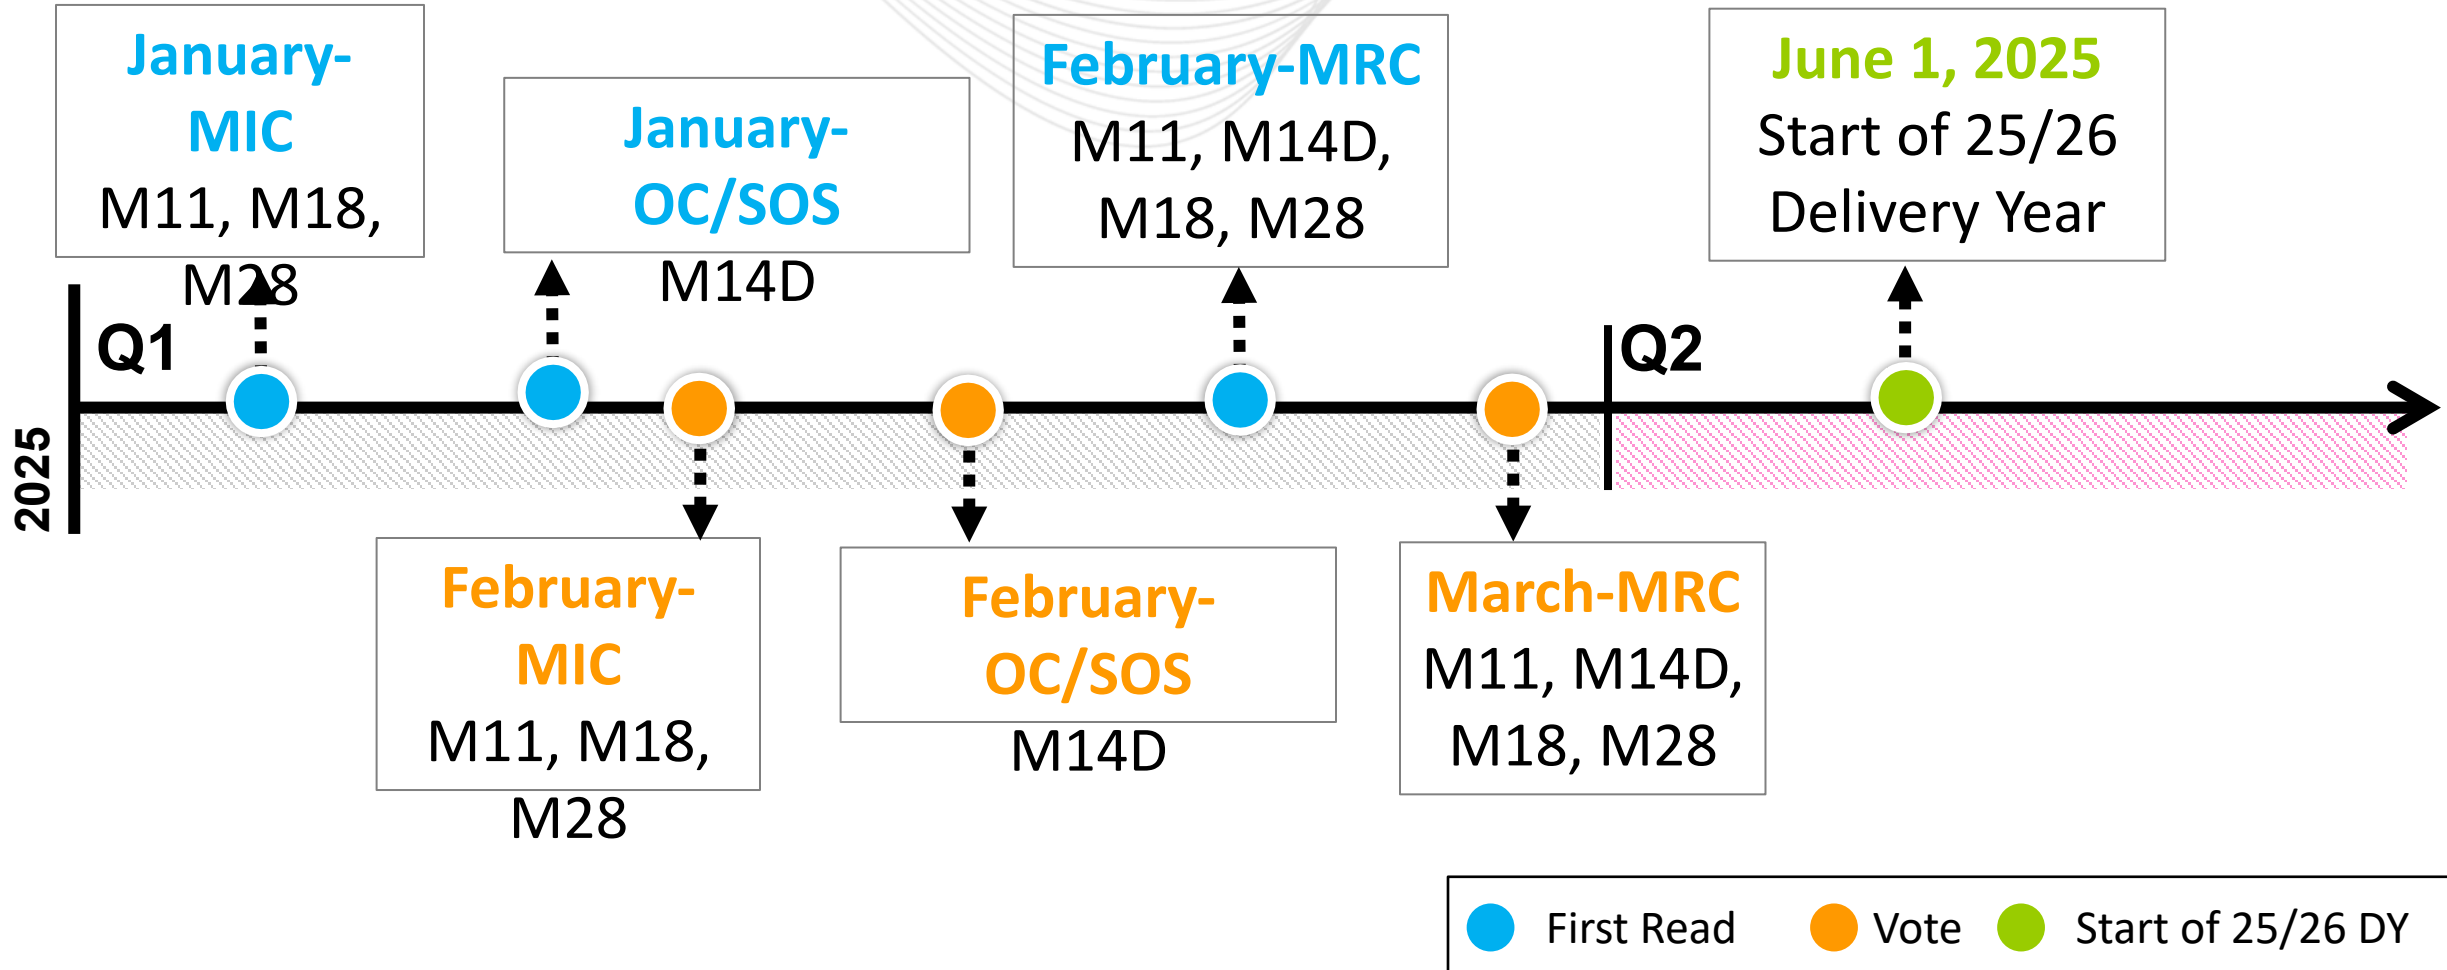 January-
MIC
M11, M18,
M28
January-
OC/SOS
M14D
February-MRC
M11, M14D,
M18, M28
June 1, 2025
Start of 25/26
Delivery Year
Q1
Q2
2025
February-
MIC
M11, M18,
M28
February-
OC/SOS
M14D
March-MRC
M11, M14D,
M18, M28
First Read
Vote
Start of 25/26 DY